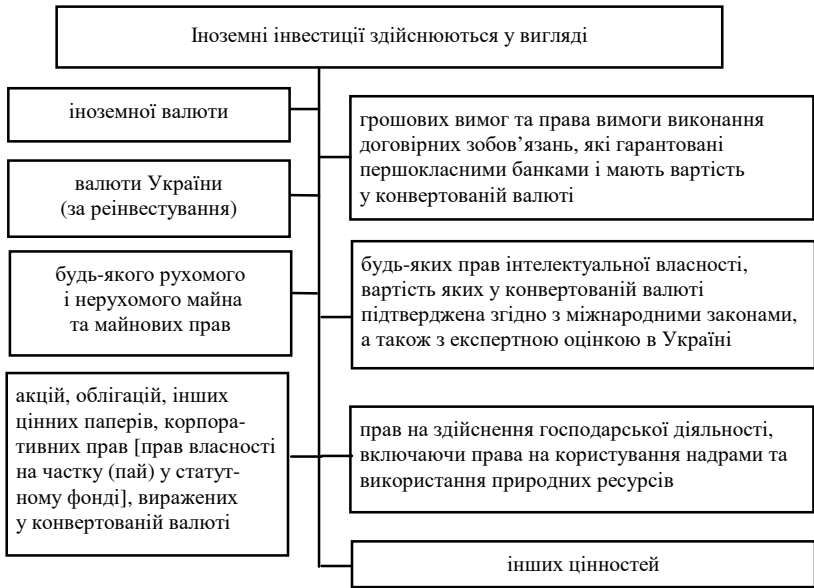 Іноземні інвестиції здійснюються у вигляді
іноземної валюти
валюти України
(за реінвестування)
будь-якого рухомого
і нерухомого майна
та майнових прав
акцій, облігацій, інших
цінних паперів, корпора-
тивних прав [прав власності
на частку (пай) у статут-
ному фонді], виражених
у конвертованій валюті
грошових вимог та права вимоги виконання
договірних зобов’язань, які гарантовані
першокласними банками і мають вартість
у конвертованій валюті
будь-яких прав інтелектуальної власності,
вартість яких у конвертованій валюті
підтверджена згідно з міжнародними законами,
а також з експертною оцінкою в Україні
прав на здійснення господарської діяльності,
включаючи права на користування надрами та
використання природних ресурсів
інших цінностей